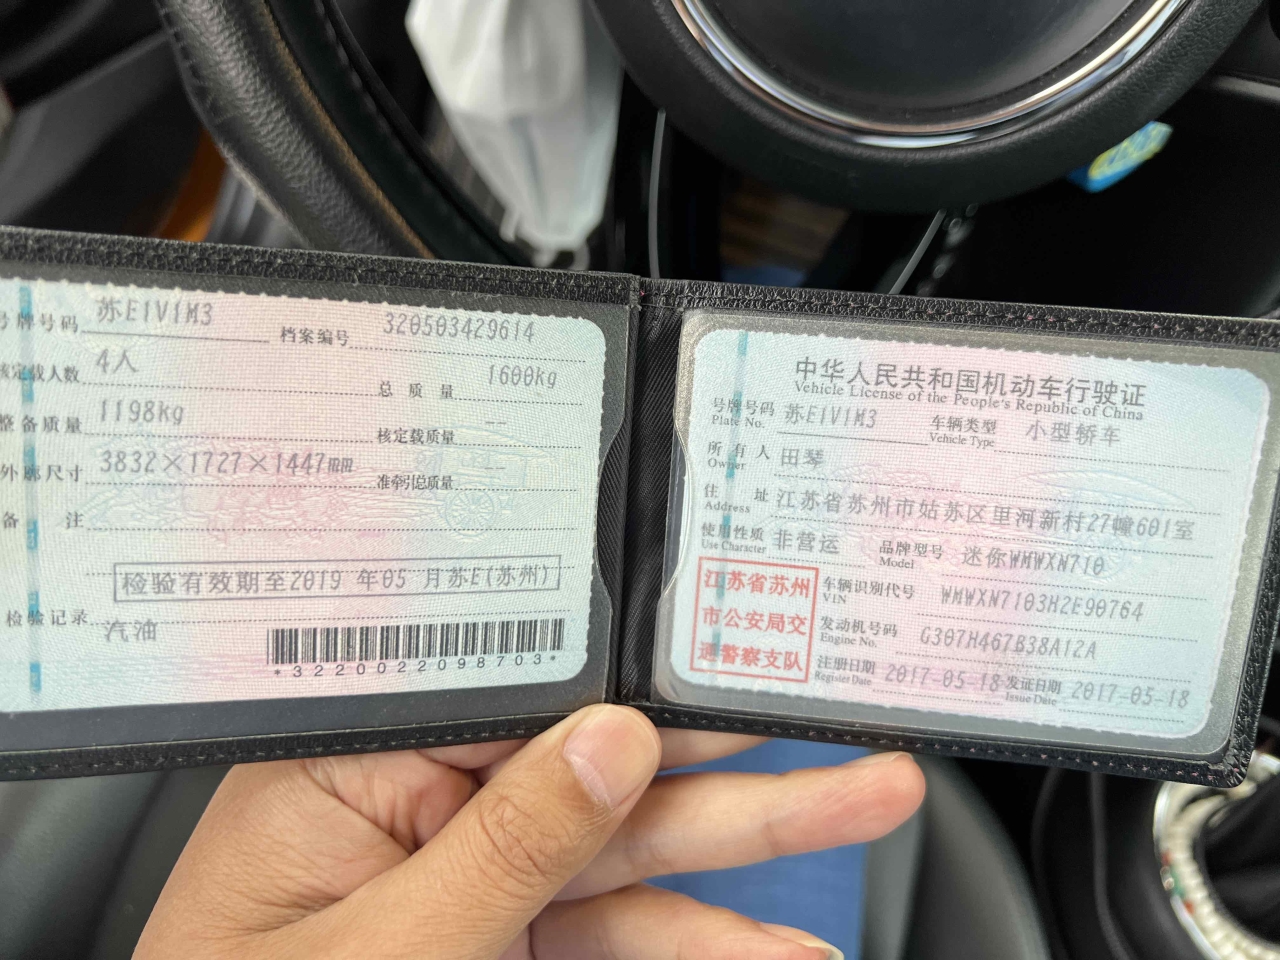 号牌号码 苏E1V1M3 档案编号 320503429614
核定载人数 4人 总质量 1600kg
整备质量 1198kg 核定载质量 --
外廓尺寸 3832×1727×1447mm 准牵引总质量 --
备注
检验有效期至2019 年05 月苏E(苏州)
检验记录
汽油
*3220022098703*
中华人民共和国机动车行驶证
Vehicle License of the People's Republic of China
号牌号码 苏E1V1M3 车辆类型 小型轿车
Plate No. Vehicle Type
所有人 田琴
Owner
住址 江苏省苏州市姑苏区里河新村27幢601室
Address
使用性质 非营运 品牌型号 迷你WMWXN710
Use Character Model
江苏省苏州
市公安局交
通警察支队
车辆识别代号 WMWXN7103H2E90764
VIN
发动机号码 G307H467B38A12A
Engine No.
注册日期 2017-05-18 发证日期 2017-05-18
Register Date Issue Date